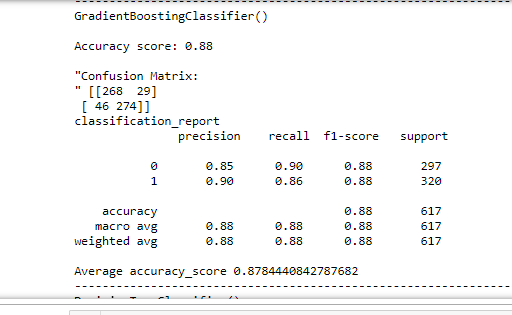 ------------------------------------------------------------------
GradientBoostingClassifier()
Accuracy score: 0.88
"Confusion Matrix:
" [[268  29]
 [ 46 274]]
classification_report
              precision    recall  f1-score   support
           0       0.85      0.90      0.88       297
           1       0.90      0.86      0.88       320
    accuracy                           0.88       617
   macro avg       0.88      0.88      0.88       617
weighted avg       0.88      0.88      0.88       617
Average accuracy_score 0.8784440842787682
------------------------------------------------------------------